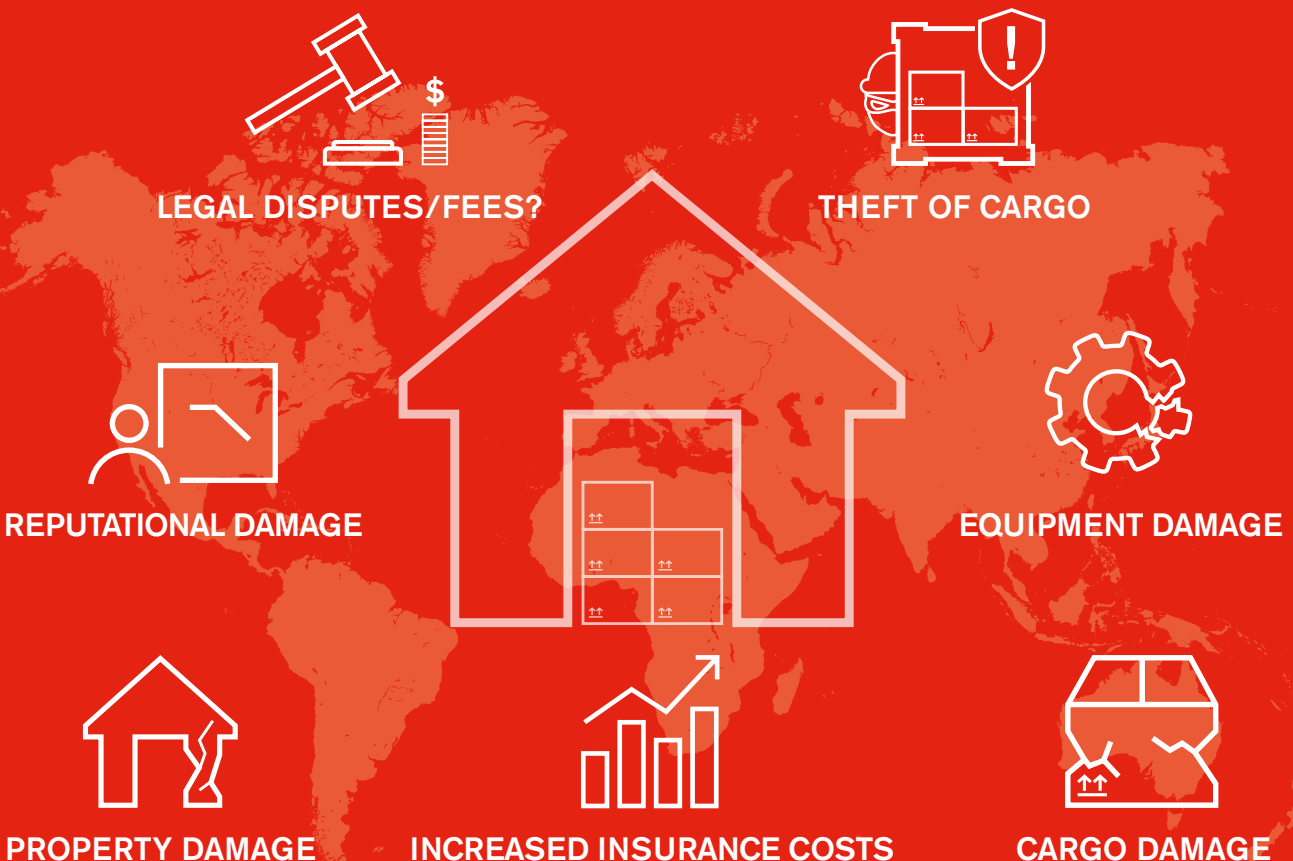 $
!
LEGAL DISPUTES/FEES?
THEFT OF CARGO
REPUTATIONAL DAMAGE
EQUIPMENT DAMAGE
PROPERTY DAMAGE
INCREASED INSURANCE COSTS
CARGO DAMAGE